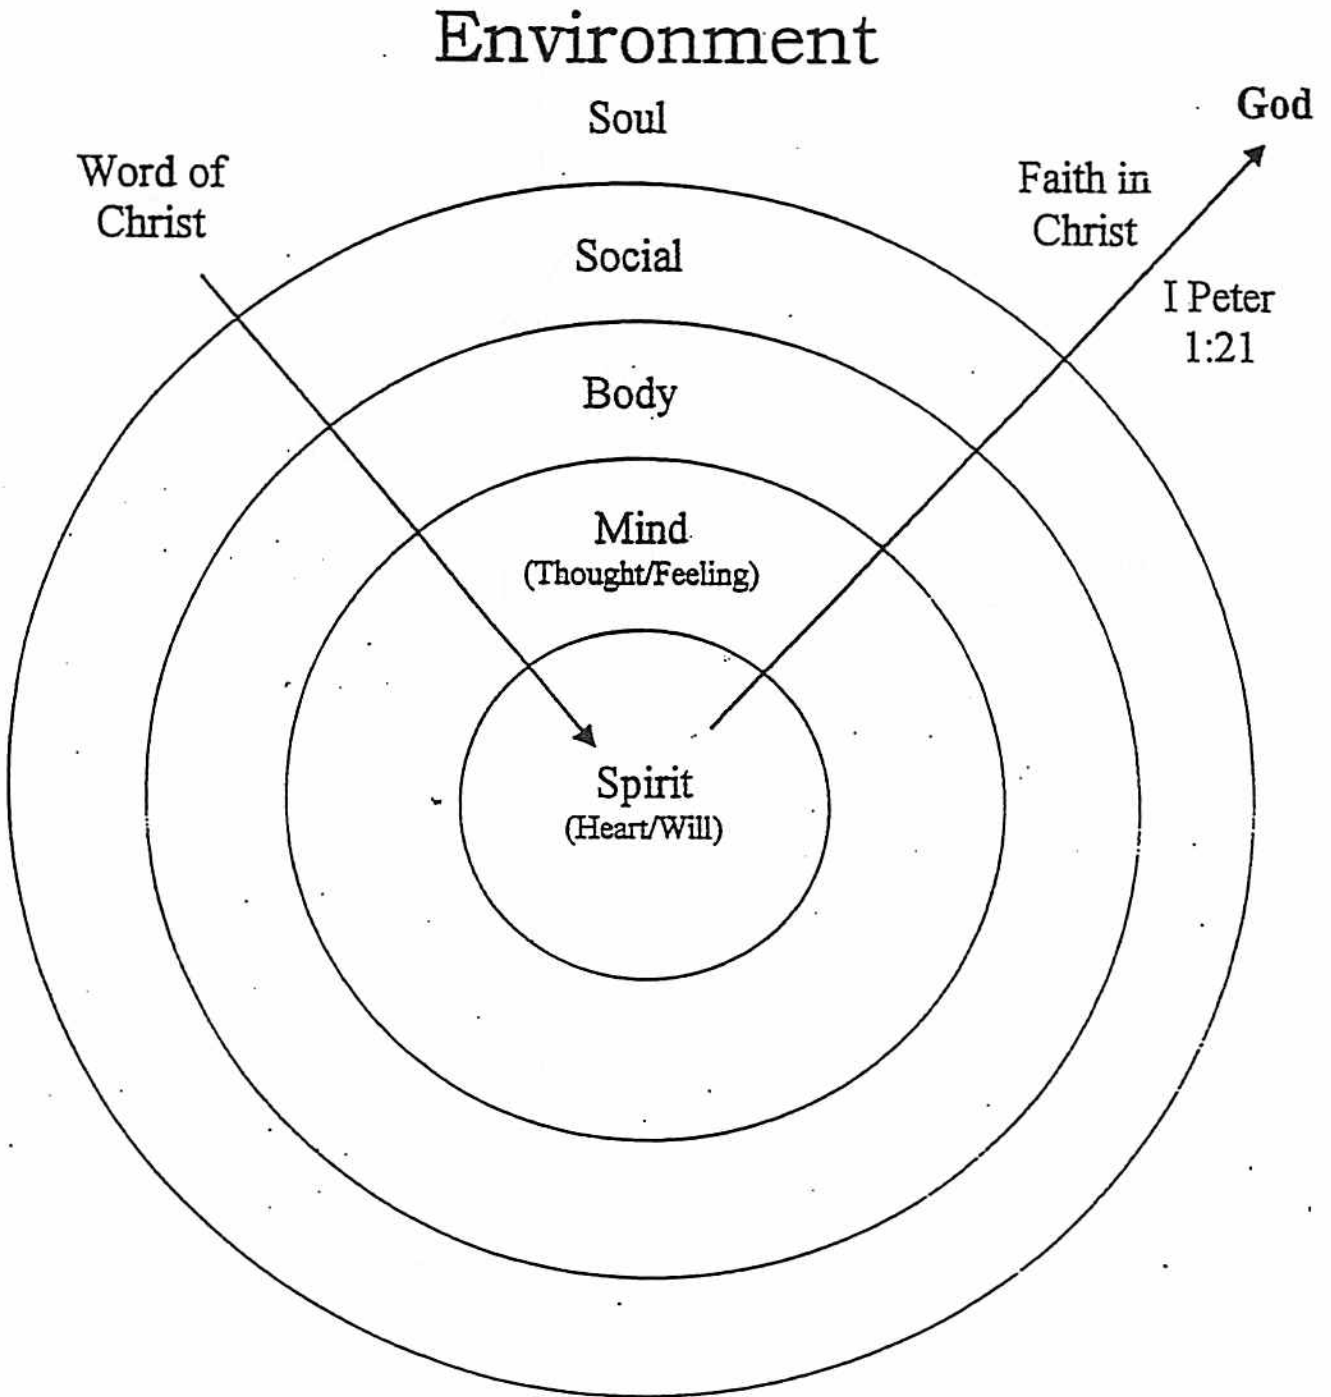 Environment
Soul
God
Word of
Christ
Faith in
Christ
I Peter
1:21
Social
Body
Mind
(Thought/Feeling)
Spirit
(Heart/Will)